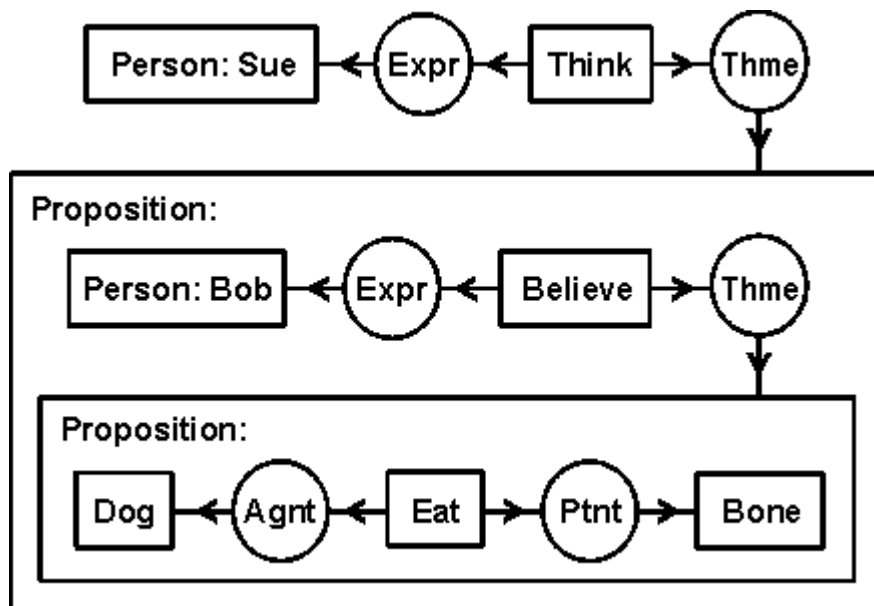 Person: Sue Expr Think Thme
Proposition:
Person: Bob Expr Believe Thme
Proposition:
Dog Agnt Eat Ptnt Bone